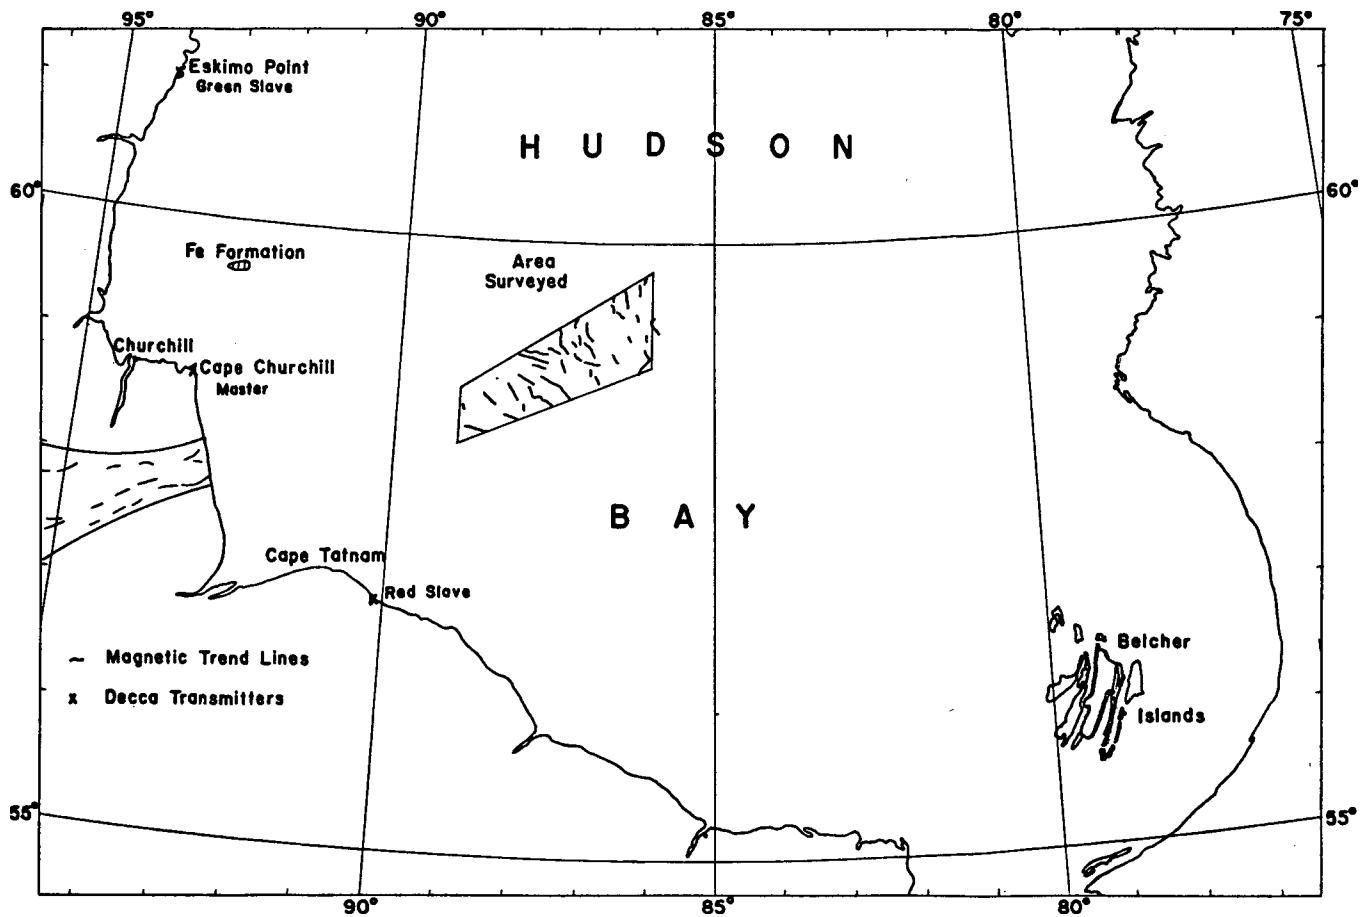 95° 90° 85° 80° 75°
Eskimo Point
Green Slave
H U D S O N
60° 60°
Fe Formation
Area
Surveyed
Churchill
Cape Churchill
Master
B A Y
Cape Tatnam
Red Slave
~ Magnetic Trend Lines
x Decca Transmitters
Belcher
Islands
55° 55°
90° 85° 80°